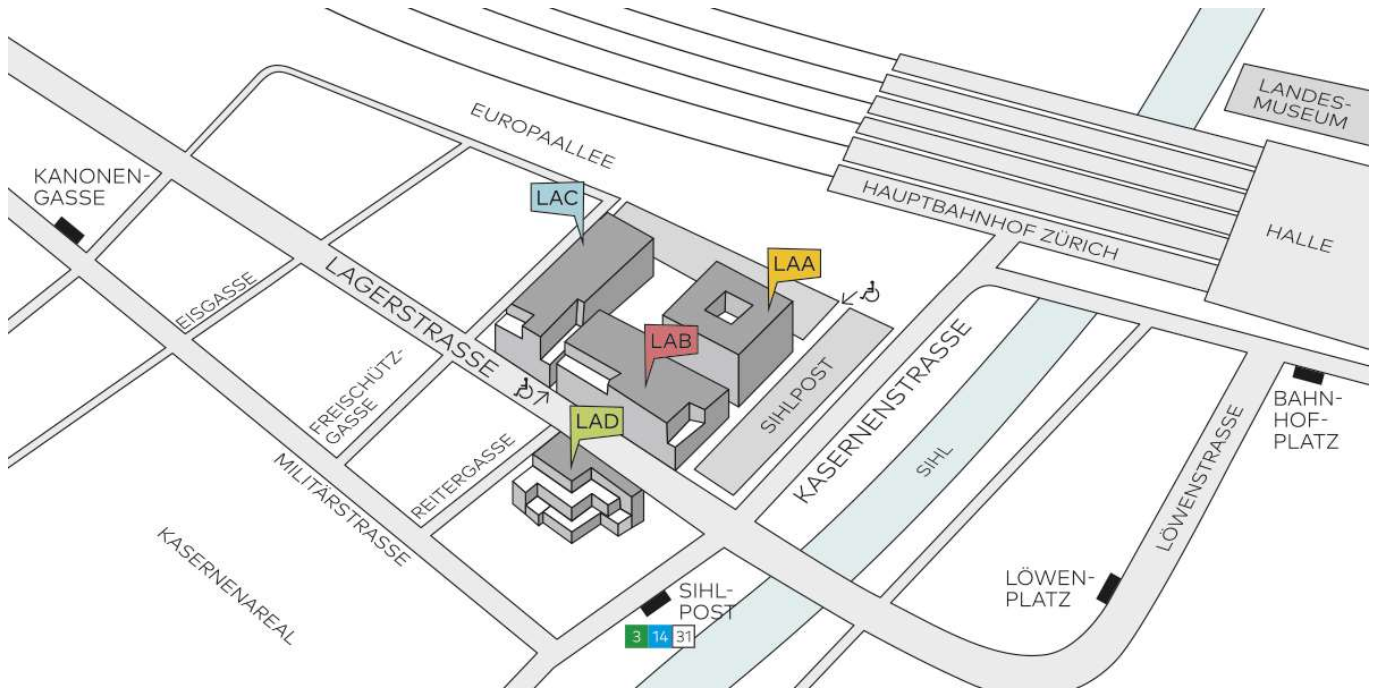 LANDES-
MUSEUM
EUROPAALLEE
KANONEN-
GASSE
LAC
HAUPTBAHNHOF ZÜRICH
HALLE
LAA
LAGERSTRASSE
EISGASSE
LAB
FREISCHÜTZ-
GASSE
SIHLPOST
KASERNENSTRASSE
BAHN-
HOF-
PLATZ
LAD
REITERGASSE
SIHL
LÖWENSTRASSE
MILITÄRSTRASSE
KASERNENAREAL
LÖWEN-
PLATZ
SIHL-
POST
3 14 31